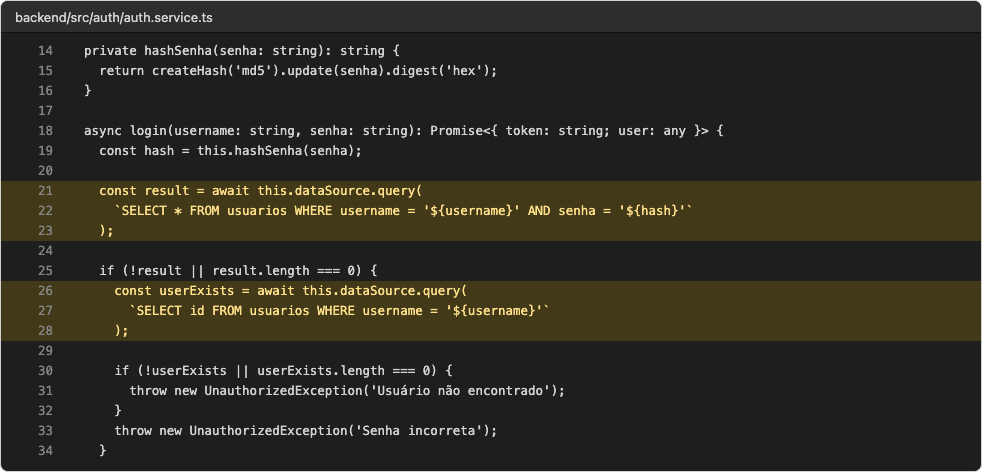 backend/src/auth/auth.service.ts
14 private hashSenha(senha: string): string {
15 return createHash('md5').update(senha).digest('hex');
16 }
17
18 async login(username: string, senha: string): Promise<{ token: string; user: any }> {
19 const hash = this.hashSenha(senha);
20
21 const result = await this.dataSource.query(
22 `SELECT * FROM usuarios WHERE username = '${username}' AND senha = '${hash}'`
23 );
24
25 if (!result || result.length === 0) {
26 const userExists = await this.dataSource.query(
27 `SELECT id FROM usuarios WHERE username = '${username}'`
28 );
29
30 if (!userExists || userExists.length === 0) {
31 throw new UnauthorizedException('Usuário não encontrado');
32 }
33 throw new UnauthorizedException('Senha incorreta');
34 }